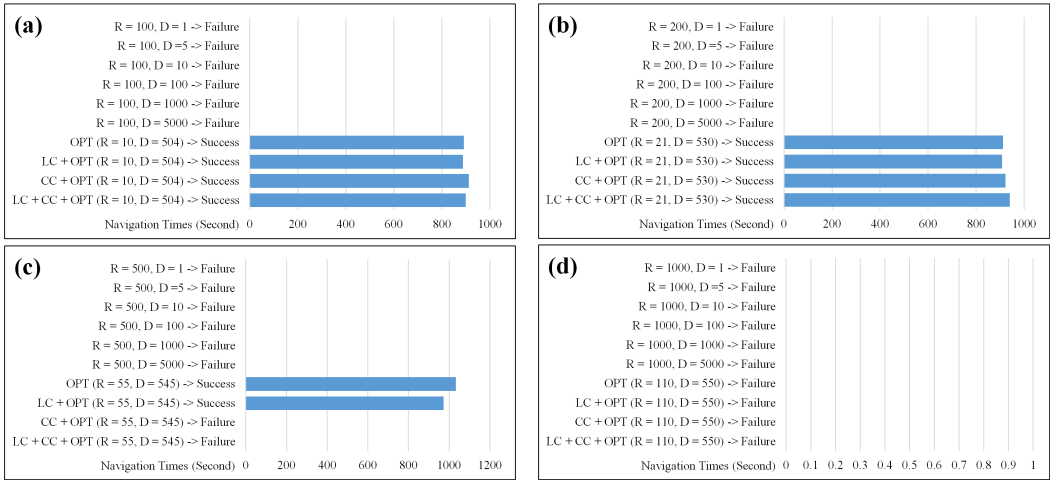 (a)
R = 100, D = 1 -> Failure
R = 100, D =5 -> Failure
R = 100, D = 10 -> Failure
R = 100, D = 100 -> Failure
R = 100, D = 1000 -> Failure
R = 100, D = 5000 -> Failure
OPT (R = 10, D = 504) -> Success
LC + OPT (R = 10, D = 504) -> Success
CC + OPT (R = 10, D = 504) -> Success
LC + CC + OPT (R = 10, D = 504) -> Success
Navigation Times (Second) 0 200 400 600 800 1000
(b)
R = 200, D = 1 -> Failure
R = 200, D =5 -> Failure
R = 200, D = 10 -> Failure
R = 200, D = 100 -> Failure
R = 200, D = 1000 -> Failure
R = 200, D = 5000 -> Failure
OPT (R = 21, D = 530) -> Success
LC + OPT (R = 21, D = 530) -> Success
CC + OPT (R = 21, D = 530) -> Success
LC + CC + OPT (R = 21, D = 530) -> Success
Navigation Times (Second) 0 200 400 600 800 1000
(c)
R = 500, D = 1 -> Failure
R = 500, D =5 -> Failure
R = 500, D = 10 -> Failure
R = 500, D = 100 -> Failure
R = 500, D = 1000 -> Failure
R = 500, D = 5000 -> Failure
OPT (R = 55, D = 545) -> Success
LC + OPT (R = 55, D = 545) -> Success
CC + OPT (R = 55, D = 545) -> Failure
LC + CC + OPT (R = 55, D = 545) -> Failure
Navigation Times (Second) 0 200 400 600 800 1000 1200
(d)
R = 1000, D = 1 -> Failure
R = 1000, D =5 -> Failure
R = 1000, D = 10 -> Failure
R = 1000, D = 100 -> Failure
R = 1000, D = 1000 -> Failure
R = 1000, D = 5000 -> Failure
OPT (R = 110, D = 550) -> Failure
LC + OPT (R = 110, D = 550) -> Failure
CC + OPT (R = 110, D = 550) -> Failure
LC + CC + OPT (R = 110, D = 550) -> Failure
Navigation Times (Second) 0 0.1 0.2 0.3 0.4 0.5 0.6 0.7 0.8 0.9 1